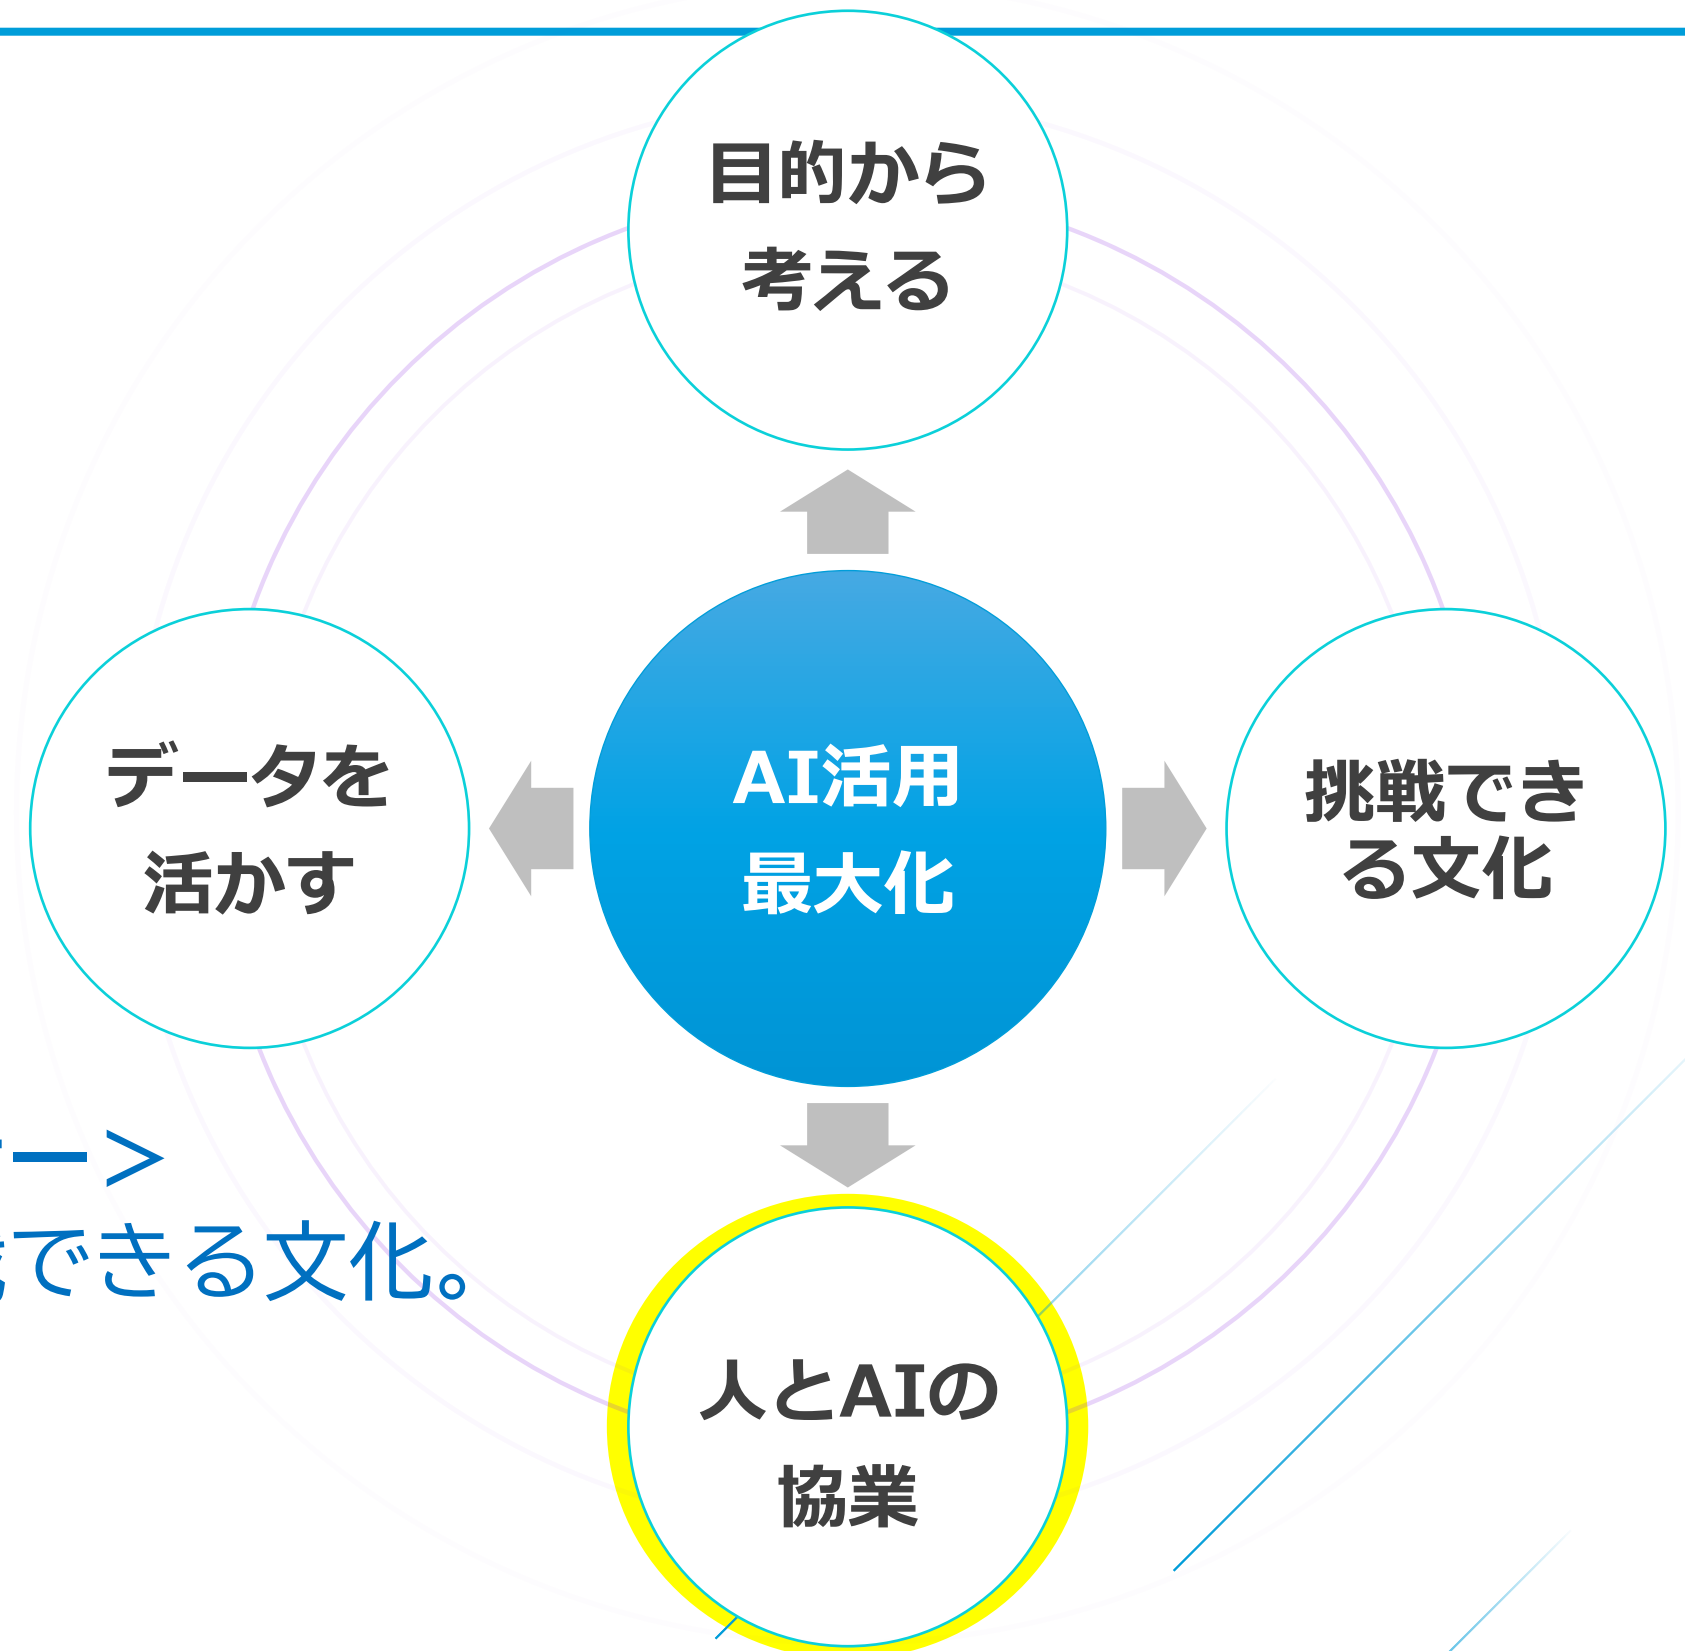 目的から
考える
データを
活かす
AI活用
最大化
挑戦でき
る文化
ー>
できる文化。
人とAIの
協業